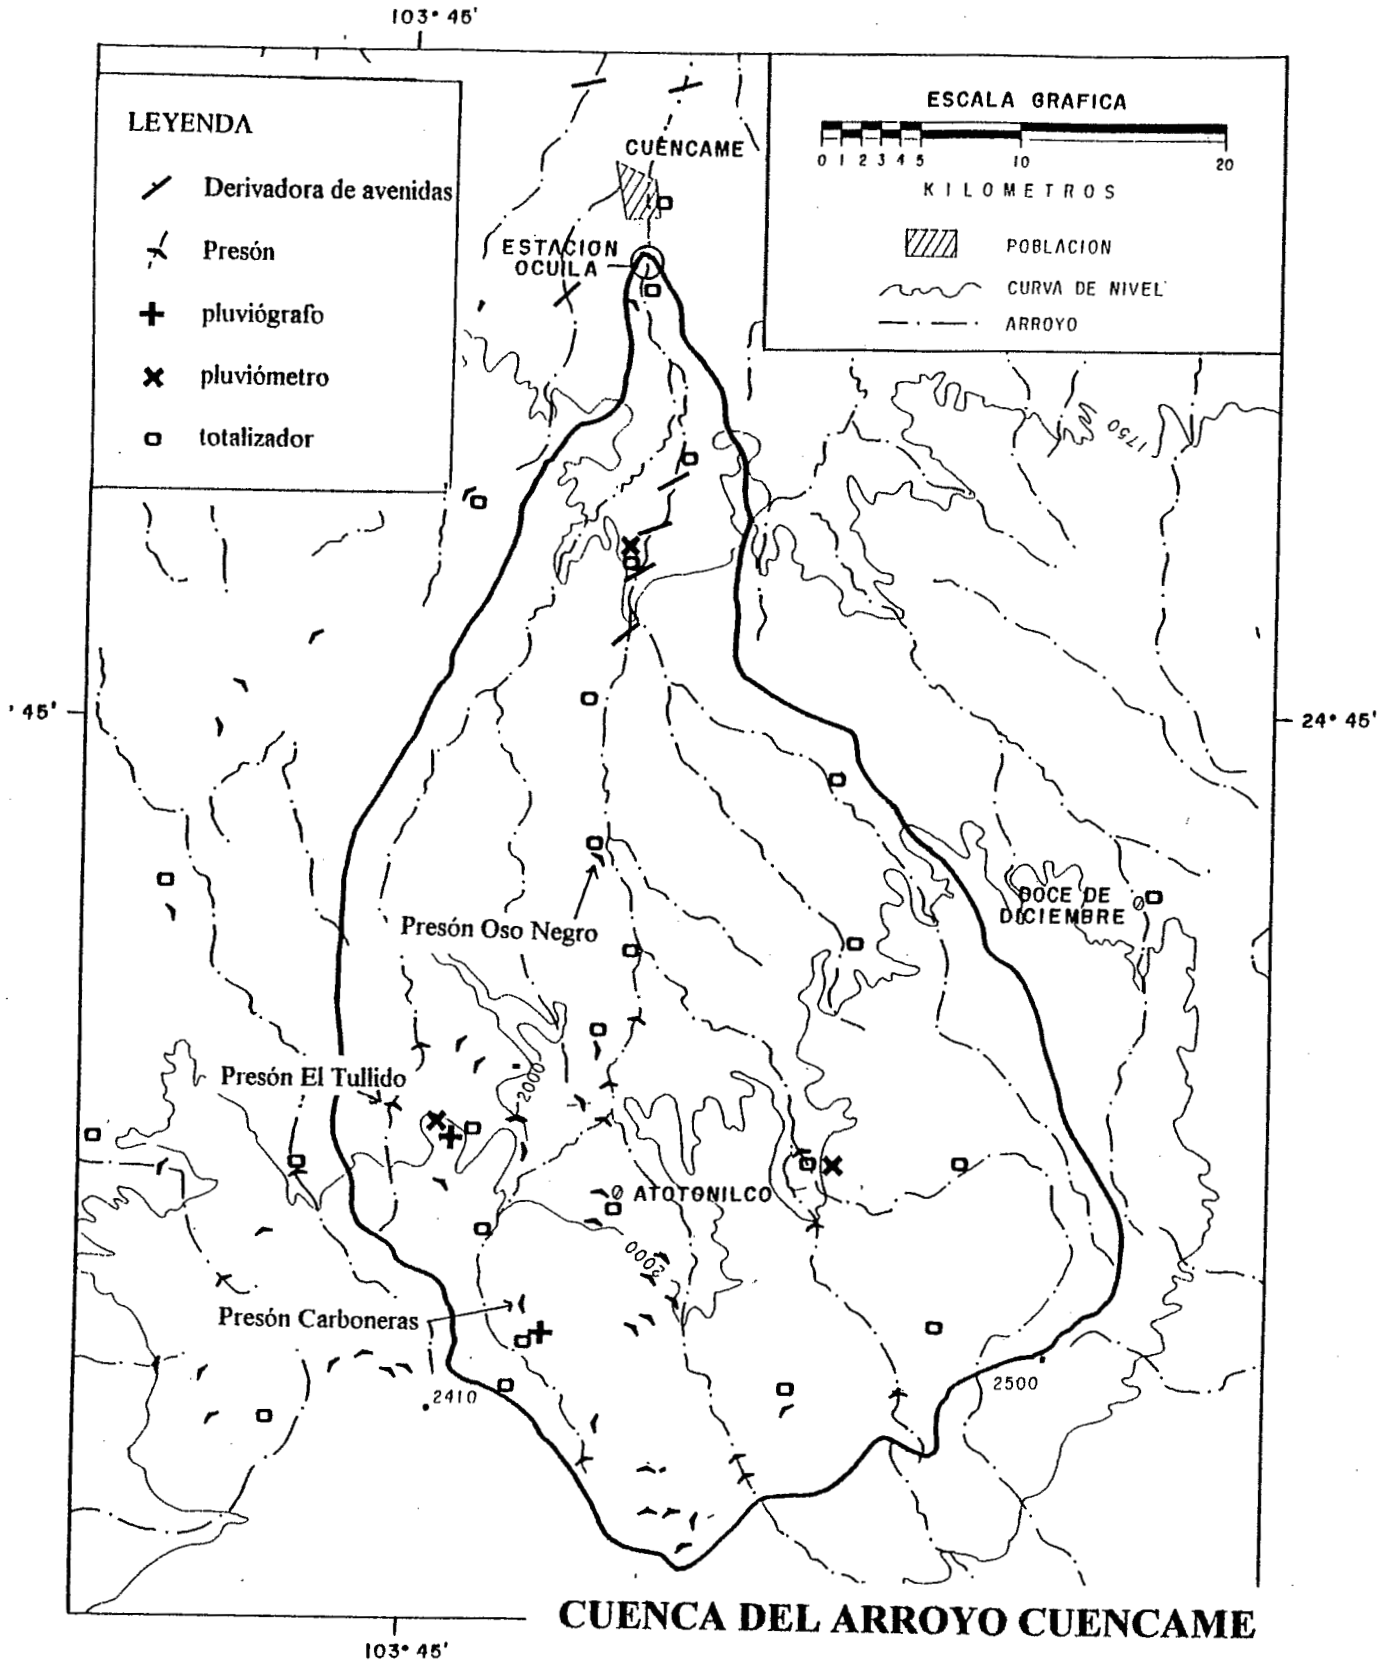 103° 45'
LEYENDA
Derivadora de avenidas
Presón
pluviógrafo
pluviómetro
totalizador
ESCALA GRAFICA
0 1 2 3 4 5 10 20
KILOMETROS
POBLACION
CURVA DE NIVEL
ARROYO
CUENCAME
ESTACION
OCUILA
1750
' 45'
24° 45'
DOCE DE
DICIEMBRE
Presón Oso Negro
2000
Presón El Tullido
ATOTONILCO
2000
Presón Carboneras
2410
2500
CUENCA DEL ARROYO CUENCAME
103° 45'